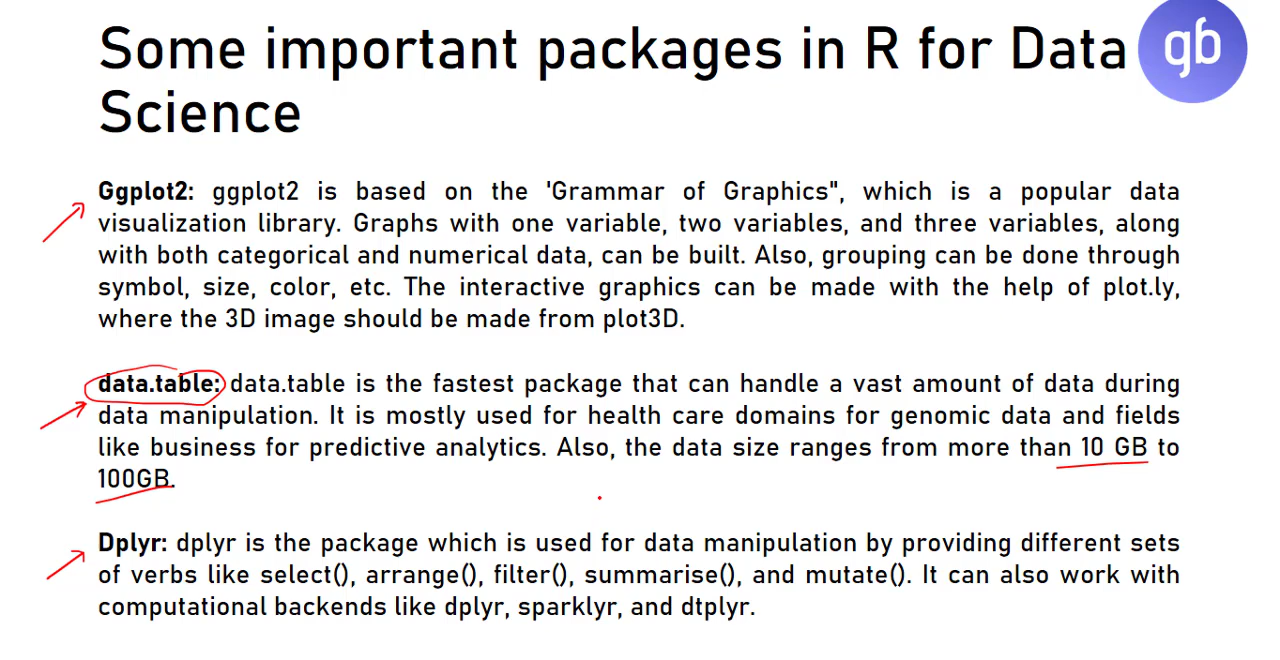 Some important packages in R for Data
Science
gb
Ggplot2: ggplot2 is based on the 'Grammar of Graphics", which is a popular data
visualization library. Graphs with one variable, two variables, and three variables, along
with both categorical and numerical data, can be built. Also, grouping can be done through
symbol, size, color, etc. The interactive graphics can be made with the help of plot.ly,
where the 3D image should be made from plot3D.
data.table: data.table is the fastest package that can handle a vast amount of data during
data manipulation. It is mostly used for health care domains for genomic data and fields
like business for predictive analytics. Also, the data size ranges from more than 10 GB to
100GB.
Dplyr: dplyr is the package which is used for data manipulation by providing different sets
of verbs like select(), arrange(), filter(), summarise(), and mutate(). It can also work with
computational backends like dplyr, sparklyr, and dtplyr.